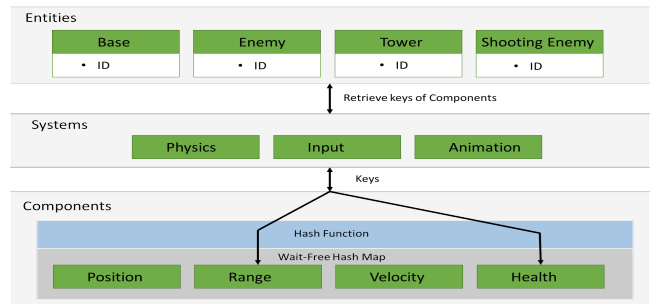 Entities
Base
Enemy
Tower
Shooting Enemy
• ID
• ID
• ID
• ID
Retrieve keys of Components
Systems
Physics
Input
Animation
Keys
Components
Hash Function
Wait-Free Hash Map
Position
Range
Velocity
Health